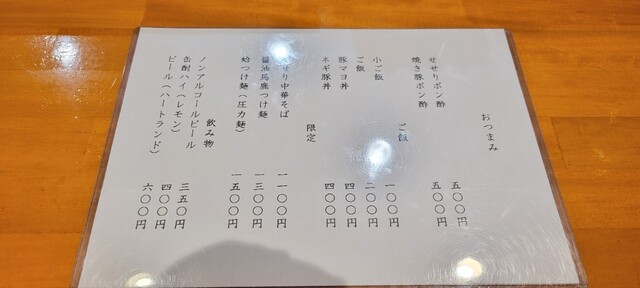 おつまみ
せせりポン酢 五〇〇円
焼き豚ポン酢 五〇〇円
ご飯
小ご飯 一〇〇円
ご飯 二〇〇円
豚マヨ丼 四〇〇円
ネギ豚丼 四〇〇円
限定
せり中華そば 一一〇〇円
醤油馬鹿つけ麺 一三〇〇円
蛤つけ麺(圧力麺) 一五〇〇円
飲み物
ノンアルコールビール 三五〇円
缶酎ハイ(レモン) 四〇〇円
ビール(ハートランド) 六〇〇円